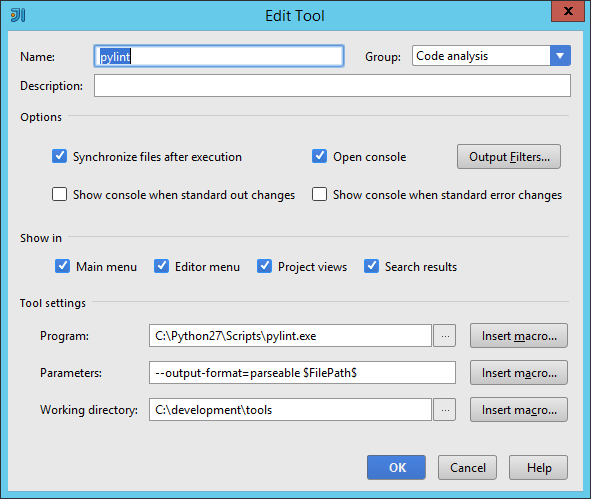 Edit Tool
Name: pylint Group: Code analysis
Description:
Options
Synchronize files after execution Open console Output Filters...
Show console when standard out changes Show console when standard error changes
Show in
Main menu Editor menu Project views Search results
Tool settings
Program: C:\Python27\Scripts\pylint.exe ... Insert macro...
Parameters: --output-format=parseable $FilePath$ Insert macro...
Working directory: C:\development\tools ... Insert macro...
OK Cancel Help